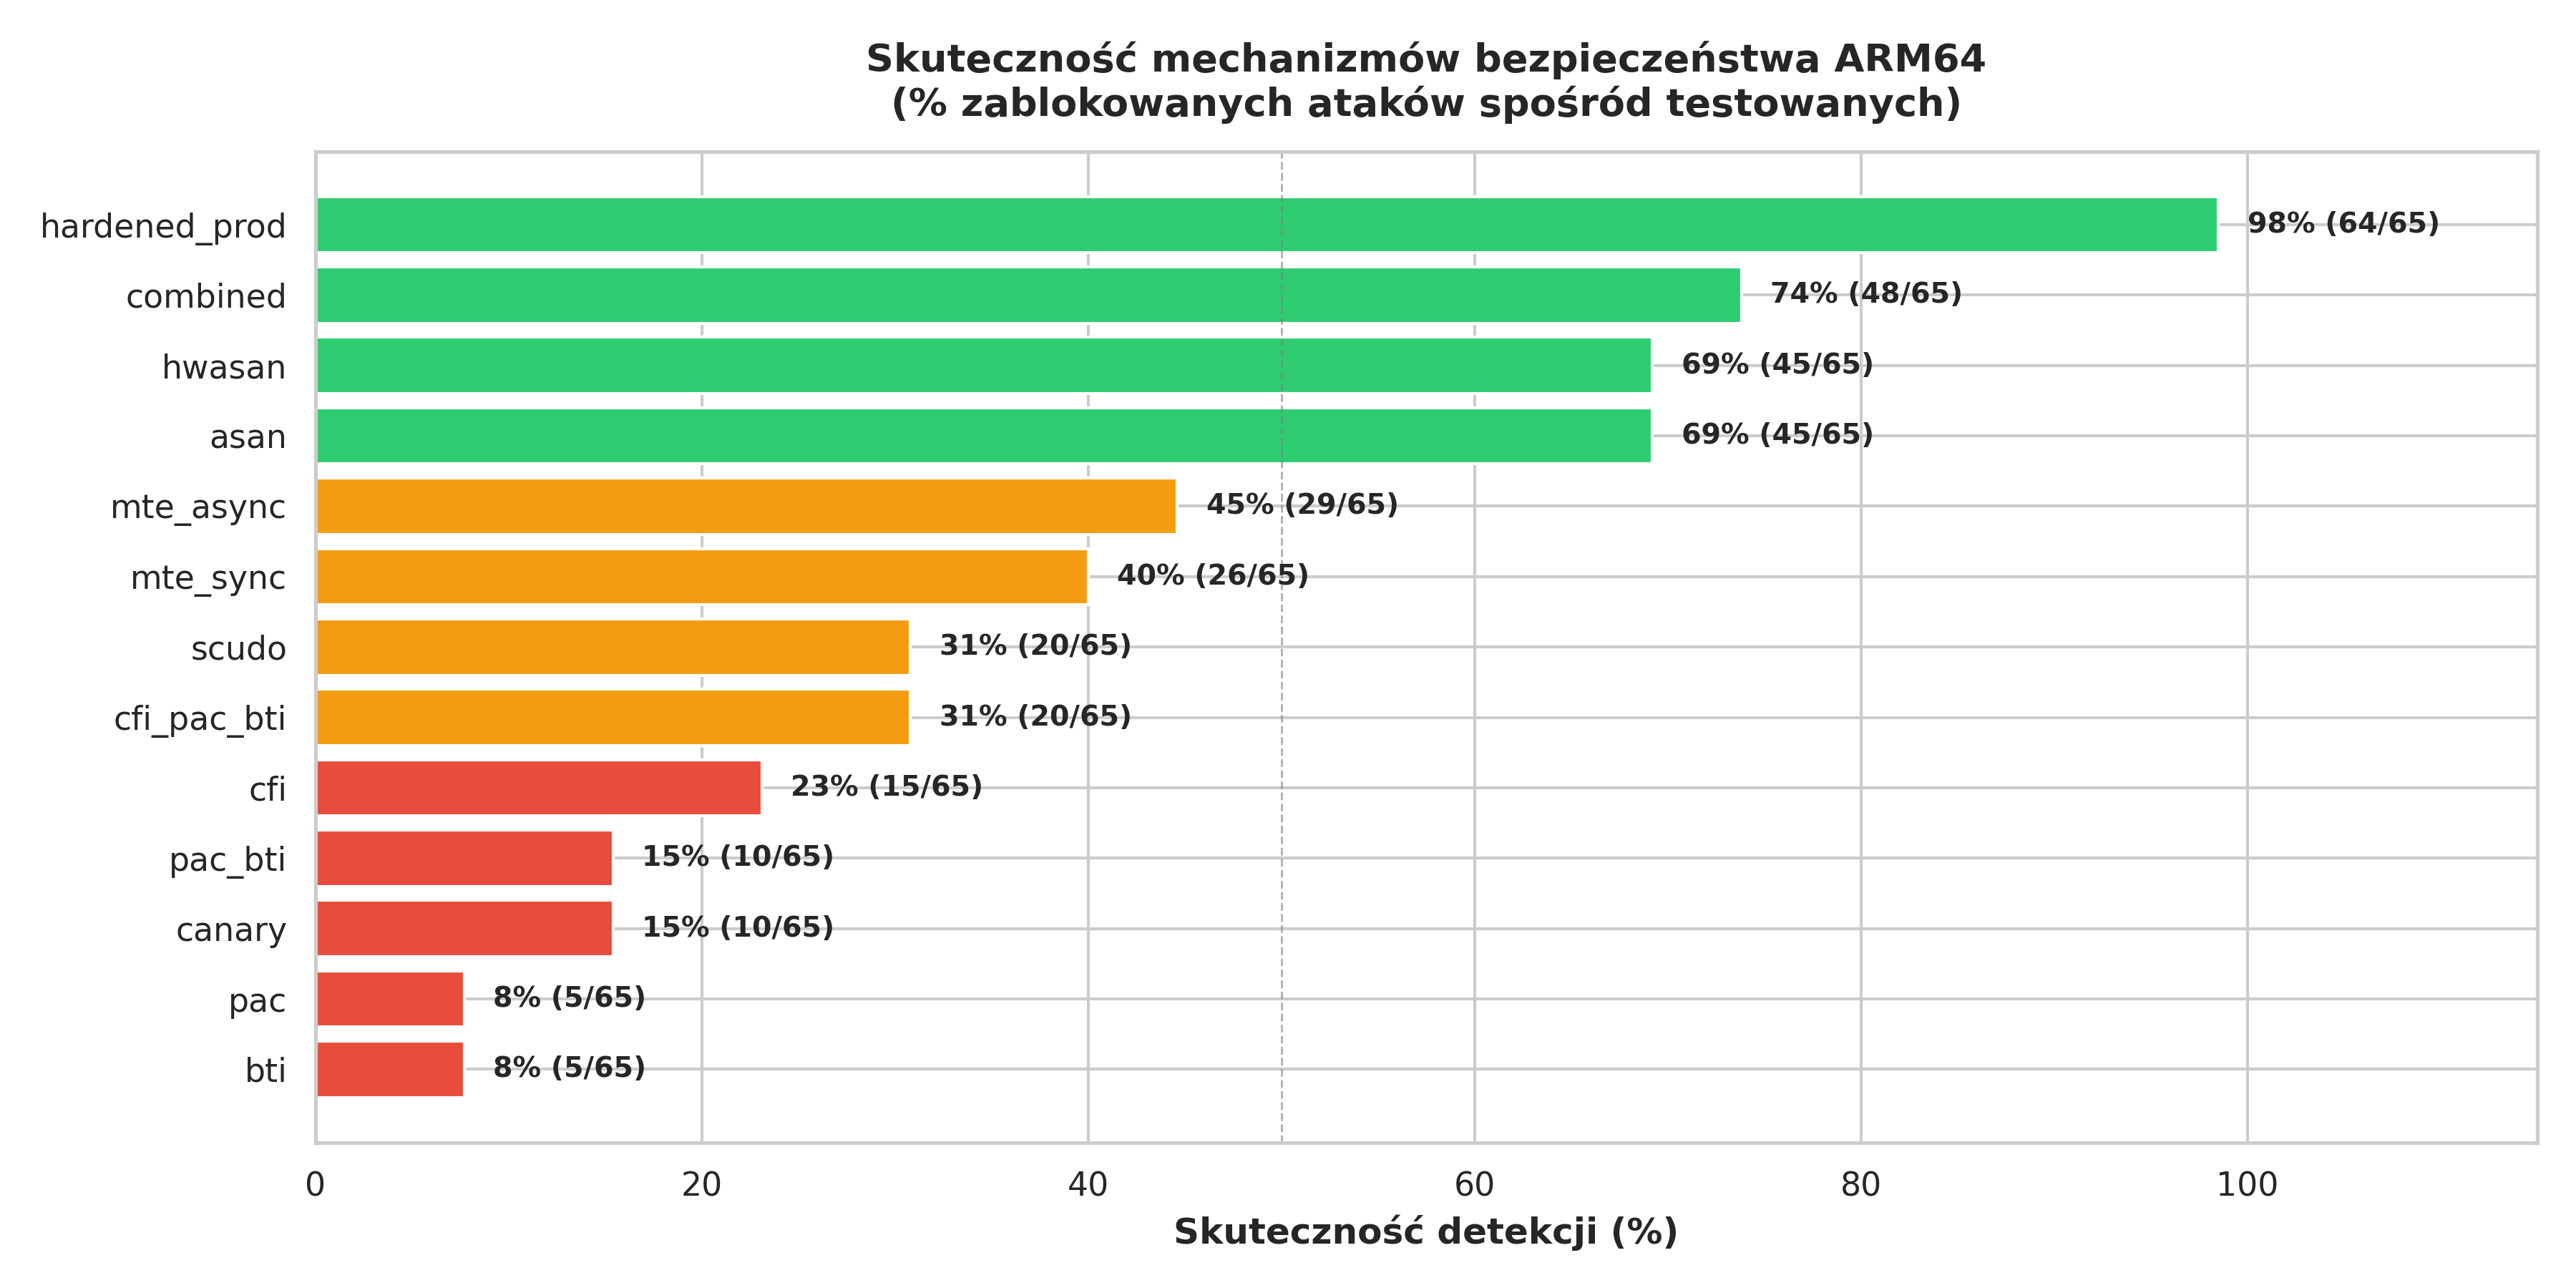 Skuteczność mechanizmów bezpieczeństwa ARM64
(% zablokowanych ataków spośród testowanych)
hardened_prod 98% (64/65)
combined 74% (48/65)
hwasan 69% (45/65)
asan 69% (45/65)
mte_async 45% (29/65)
mte_sync 40% (26/65)
scudo 31% (20/65)
cfi_pac_bti 31% (20/65)
cfi 23% (15/65)
pac_bti 15% (10/65)
canary 15% (10/65)
pac 8% (5/65)
bti 8% (5/65)
0 20 40 60 80 100
Skuteczność detekcji (%)